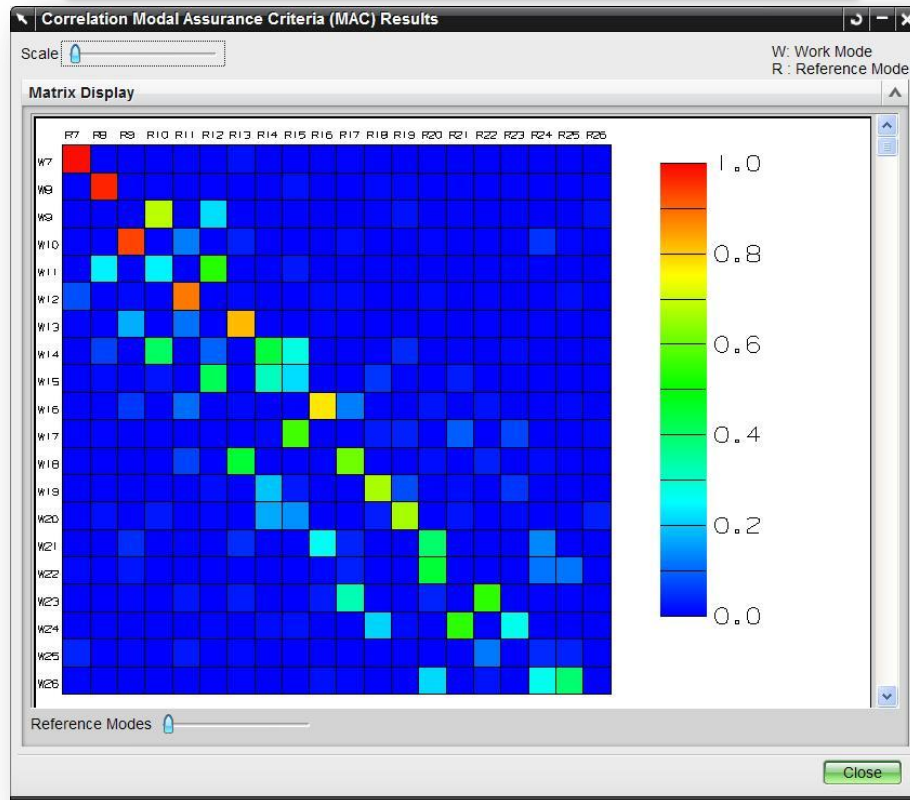 Correlation Modal Assurance Criteria (MAC) Results
Scale
W: Work Mode
R : Reference Mode
Matrix Display
R7 R8 R9 R10 R11 R12 R13 R14 R15 R16 R17 R18 R19 R20 R21 R22 R23 R24 R25 R26
W7
W8
W9
W10
W11
W12
W13
W14
W15
W16
W17
W18
W19
W20
W21
W22
W23
W24
W25
W26
1.0
0.8
0.6
0.4
0.2
0.0
Reference Modes
Close